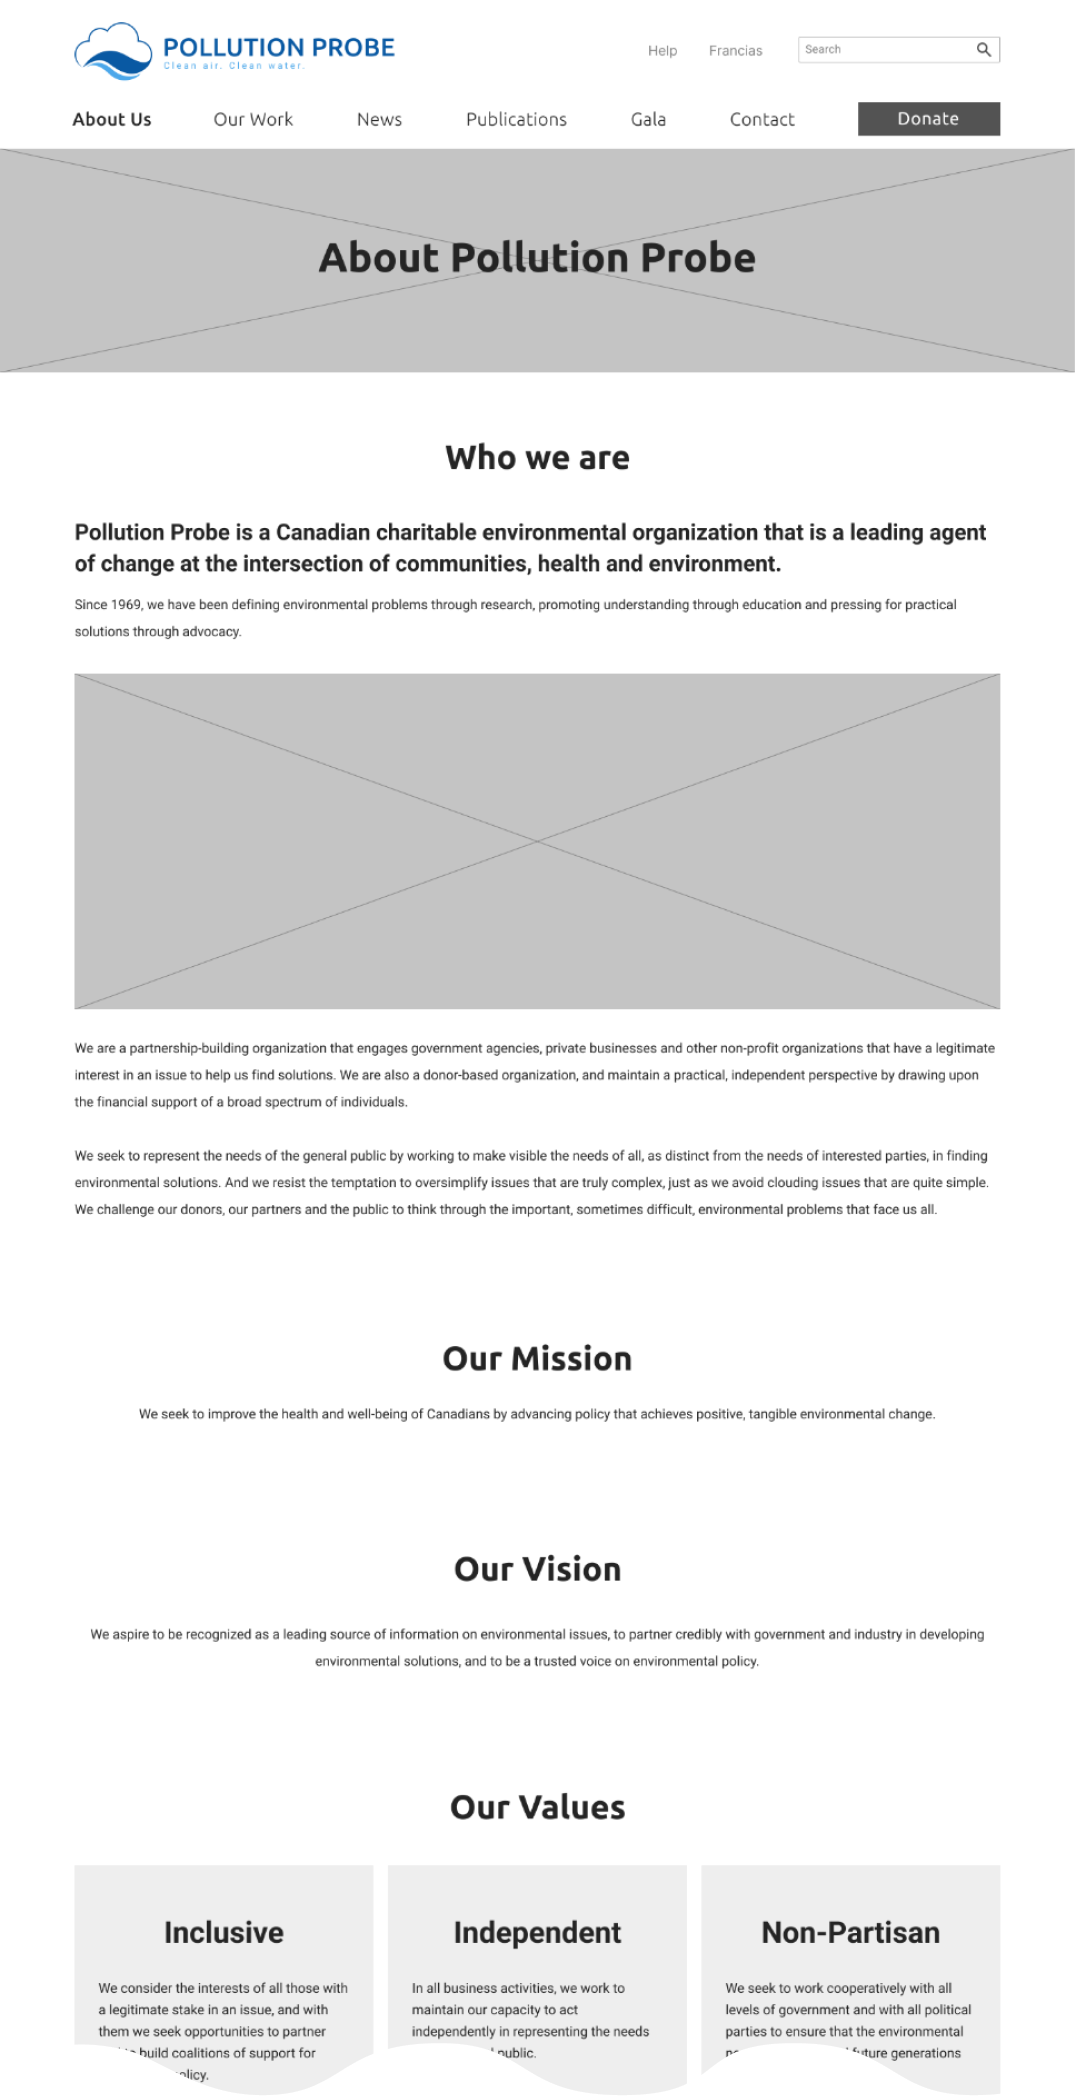 POLLUTION PROBE
Clean air. Clean water.
Help Francias Search
About Us Our Work News Publications Gala Contact Donate
About Pollution Probe
Who we are
Pollution Probe is a Canadian charitable environmental organization that is a leading agent
of change at the intersection of communities, health and environment.
Since 1969, we have been defining environmental problems through research, promoting understanding through education and pressing for practical
solutions through advocacy.
We are a partnership-building organization that engages government agencies, private businesses and other non-profit organizations that have a legitimate
interest in an issue to help us find solutions. We are also a donor-based organization, and maintain a practical, independent perspective by drawing upon
the financial support of a broad spectrum of individuals.
We seek to represent the needs of the general public by working to make visible the needs of all, as distinct from the needs of interested parties, in finding
environmental solutions. And we resist the temptation to oversimplify issues that are truly complex, just as we avoid clouding issues that are quite simple.
We challenge our donors, our partners and the public to think through the important, sometimes difficult, environmental problems that face us all.
Our Mission
We seek to improve the health and well-being of Canadians by advancing policy that achieves positive, tangible environmental change.
Our Vision
We aspire to be recognized as a leading source of information on environmental issues, to partner credibly with government and industry in developing
environmental solutions, and to be a trusted voice on environmental policy.
Our Values
Inclusive
We consider the interests of all those with
a legitimate stake in an issue, and with
them we seek opportunities to partner
build coalitions of support for
Independent
In all business activities, we work to
maintain our capacity to act
independently in representing the needs
public.
Non-Partisan
We seek to work cooperatively with all
levels of government and with all political
parties to ensure that the environmental
future generations